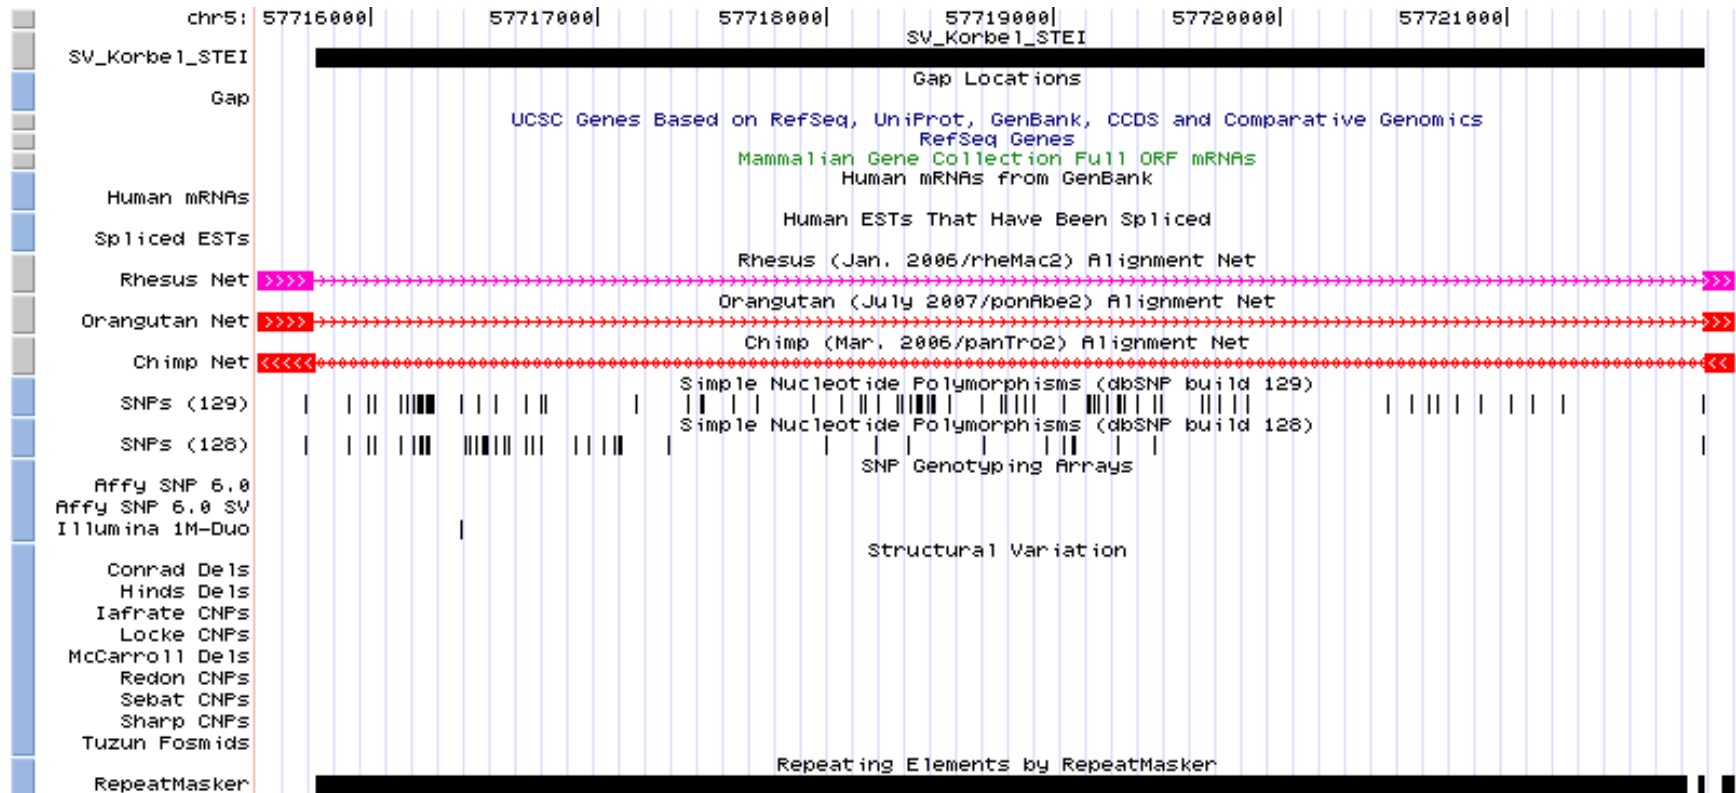 chr5: 57716000| 57717000| 57718000| 57719000| 57720000| 57721000|
SV_Korbel_STEI
SV_Korbel_STEI
Gap Locations
Gap
UCSC Genes Based on RefSeq, UniProt, GenBank, CCDS and Comparative Genomics
RefSeq Genes
Mammalian Gene Collection Full ORF mRNAs
Human mRNAs from GenBank
Human mRNAs
Human ESTs That Have Been Spliced
Spliced ESTs
Rhesus (Jan. 2006/rheMac2) Alignment Net
Rhesus Net
Orangutan (July 2007/ponAbe2) Alignment Net
Orangutan Net
Chimp (Mar. 2006/panTro2) Alignment Net
Chimp Net
Simple Nucleotide Polymorphisms (dbSNP build 129)
SNPs (129)
Simple Nucleotide Polymorphisms (dbSNP build 128)
SNPs (128)
SNP Genotyping Arrays
Affy SNP 6.0
Affy SNP 6.0 SV
Illumina 1M-Duo
Structural Variation
Conrad Dels
Hinds Dels
Iafrate CNPs
Locke CNPs
McCarroll Dels
Redon CNPs
Sebat CNPs
Sharp CNPs
Tuzun Fosmids
Repeating Elements by RepeatMasker
RepeatMasker